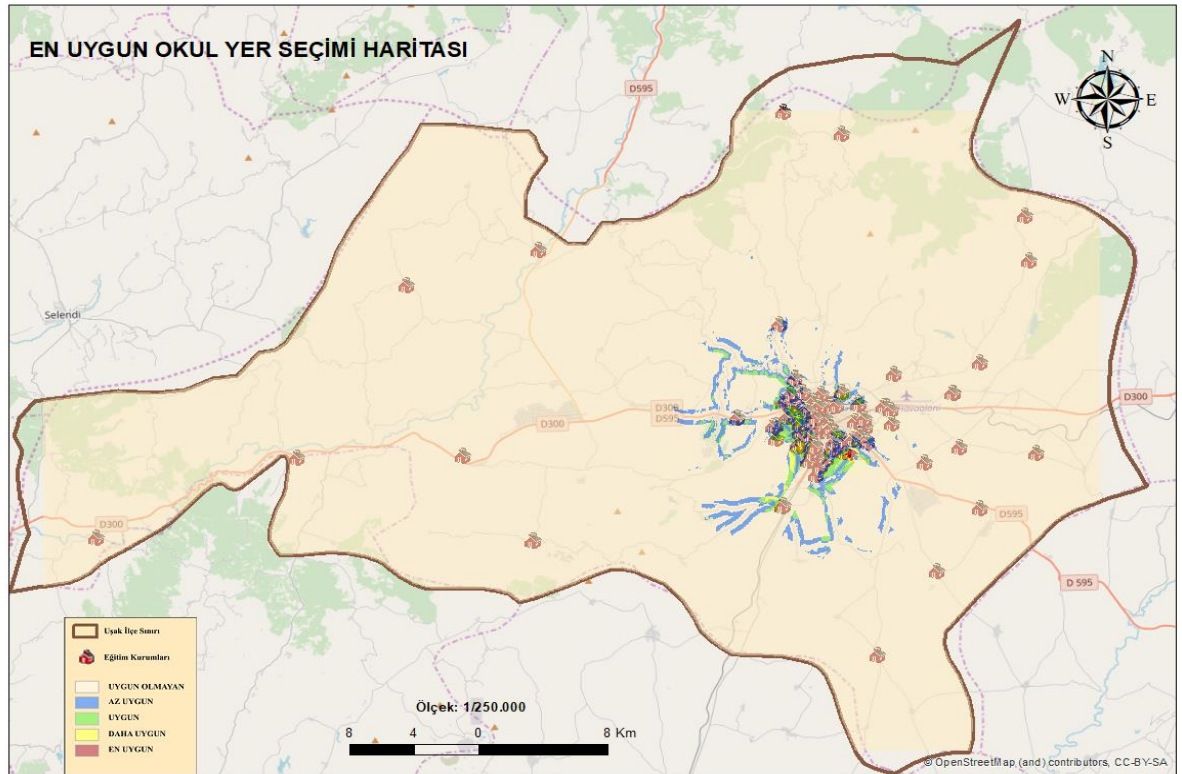 EN UYGUN OKUL YER SEÇİMİ HARİTASI
N
W E
S
D595
Selendi
D300
D300
D595
D300
D300
D595
D 595
Uşak İlçe Sınırı
Eğitim Kurumları
UYGUN OLMAYAN
AZ UYGUN
UYGUN
DAHA UYGUN
EN UYGUN
Ölçek: 1/250.000
8 4 0 8 Km
© OpenStreetMap (and) contributors, CC-BY-SA